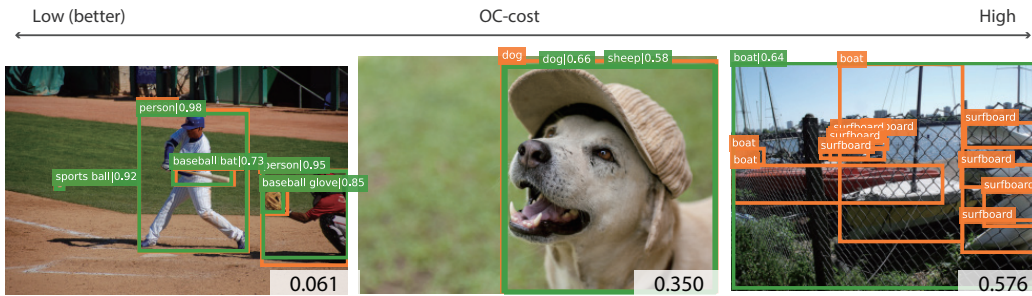 Low (better)
OC-cost
High
person|0.98
baseball bat|0.73
person|0.95
sports ball|0.92
baseball glove|0.85
0.061
dog
dog|0.66
sheep|0.58
0.350
boat|0.64
boat
surfboard
surfboard
surfboard
surfboard
boat
boat
surfboard
surfboard
surfboard
0.576